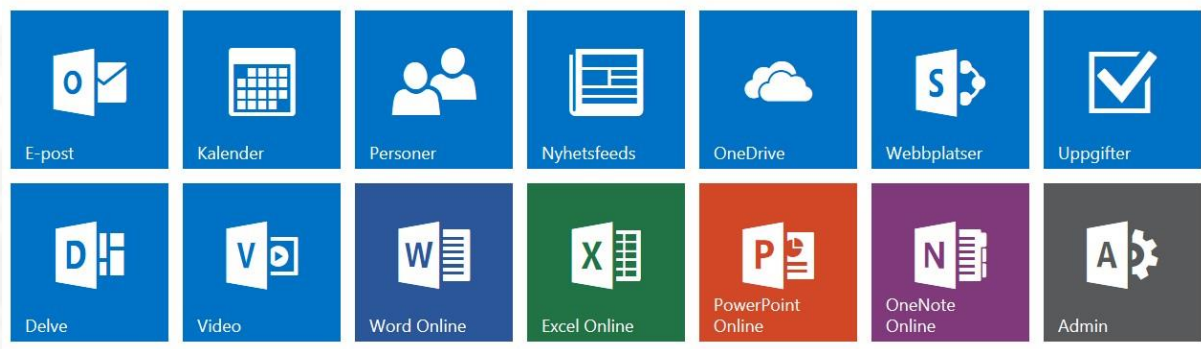 E-post
Kalender
Personer
Nyhetsfeeds
OneDrive
Webbplatser
Uppgifter
Delve
Video
Word Online
Excel Online
PowerPoint
Online
OneNote
Online
Admin